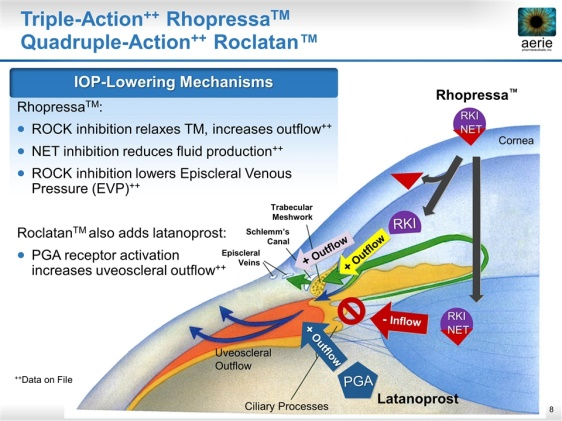 Triple-Action⁺⁺ Rhopressa™
Quadruple-Action⁺⁺ Roclatan™
aerie
IOP-Lowering Mechanisms
Rhopressa™:
• ROCK inhibition relaxes TM, increases outflow⁺⁺
• NET inhibition reduces fluid production⁺⁺
• ROCK inhibition lowers Episcleral Venous
Pressure (EVP)⁺⁺
Roclatan™ also adds latanoprost:
• PGA receptor activation
increases uveoscleral outflow⁺⁺
⁺⁺Data on File
Rhopressa™
RKI
NET
Cornea
Trabecular
Meshwork
Schlemm's
Canal
Episcleral
Veins
RKI
+ Outflow
+ Outflow
- Inflow
RKI
NET
+ Outflow
Uveoscleral
Outflow
PGA
Latanoprost
Ciliary Processes
8